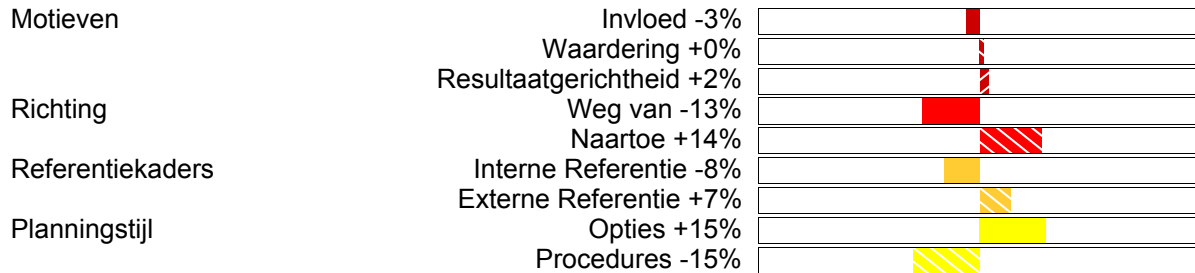 Motieven Invloed -3%
Waardering +0%
Resultaatgerichtheid +2%
Richting Weg van -13%
Naartoe +14%
Referentiekaders Interne Referentie -8%
Externe Referentie +7%
Planningstijl Opties +15%
Procedures -15%